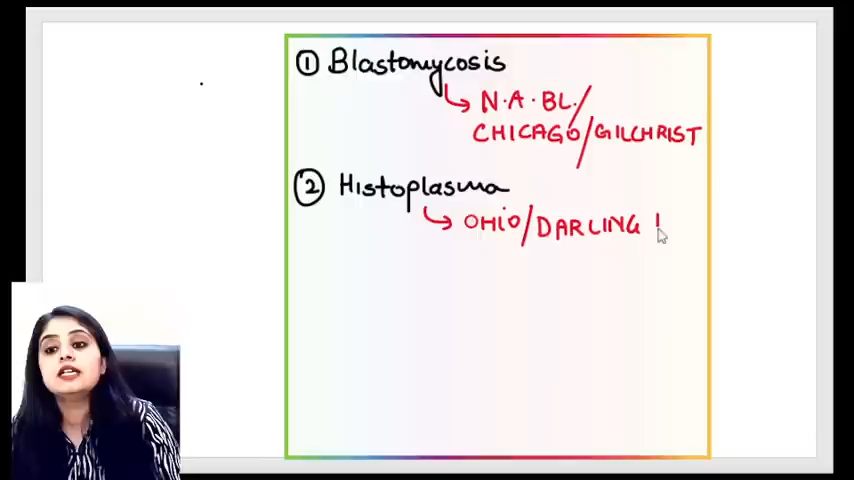 ① Blastomycosis
↳ N.A.BL./
CHICAGO/GILCHRIST
② Histoplasma
↳ OHIO/DARLING